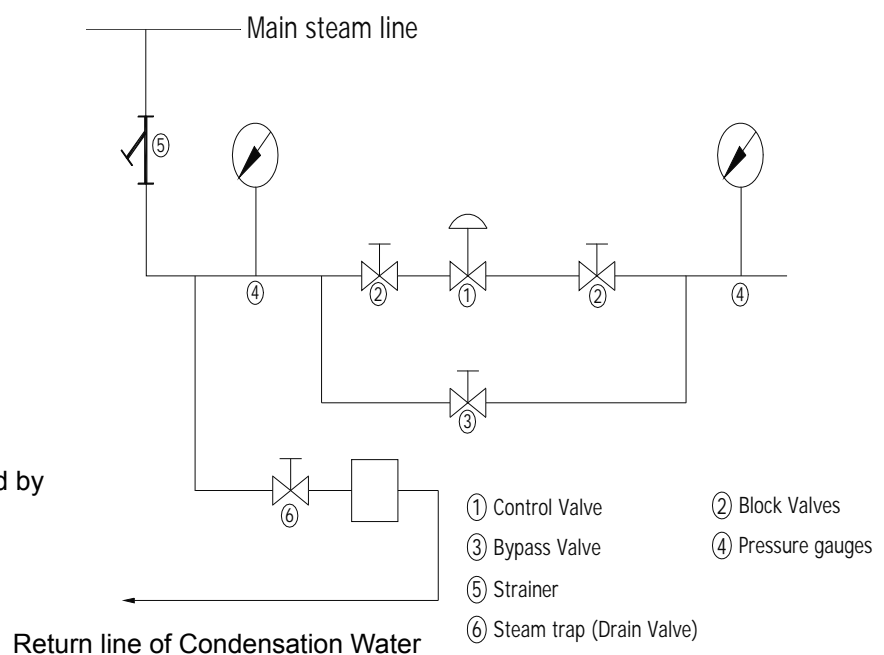 Main steam line
⑤
④
②
①
②
④
③
d by
⑥
① Control Valve
② Block Valves
③ Bypass Valve
④ Pressure gauges
⑤ Strainer
⑥ Steam trap (Drain Valve)
Return line of Condensation Water